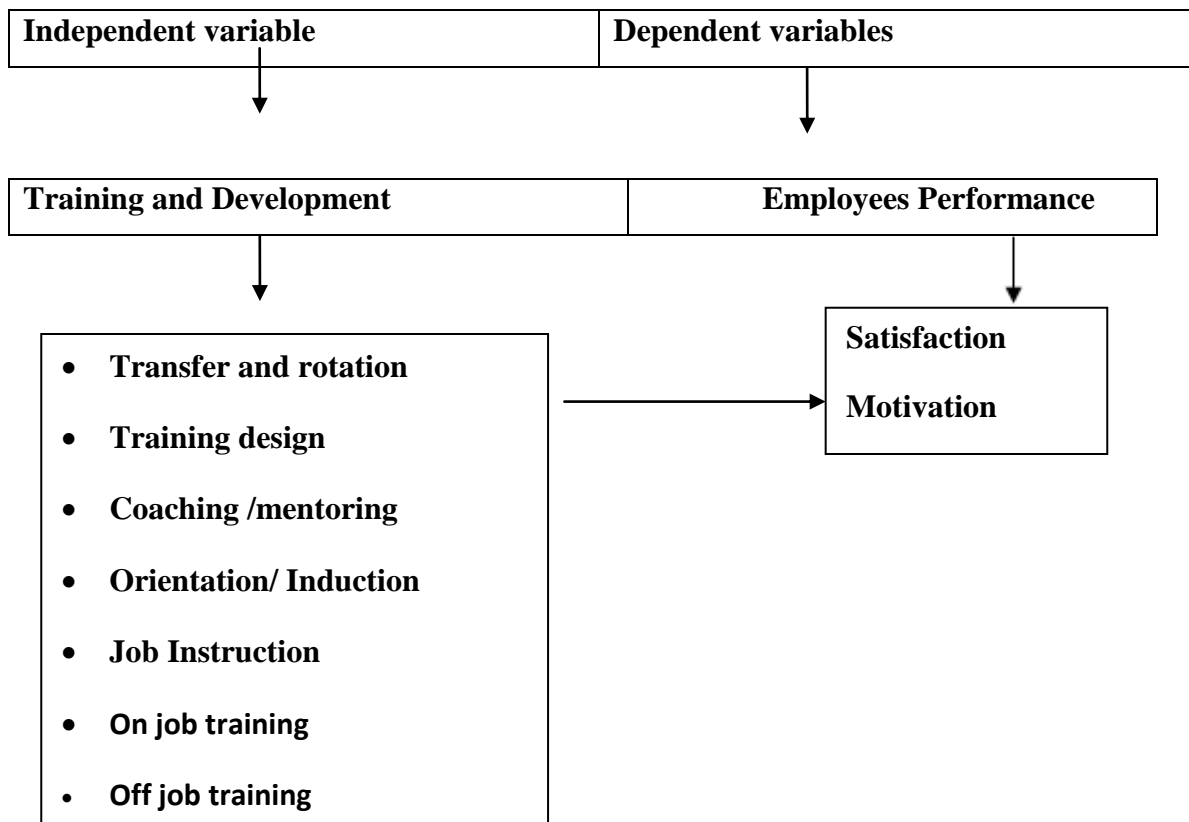 Independent variable
Dependent variables
Training and Development
Employees Performance
• Transfer and rotation
• Training design
• Coaching /mentoring
• Orientation/ Induction
• Job Instruction
• On job training
• Off job training
Satisfaction
Motivation